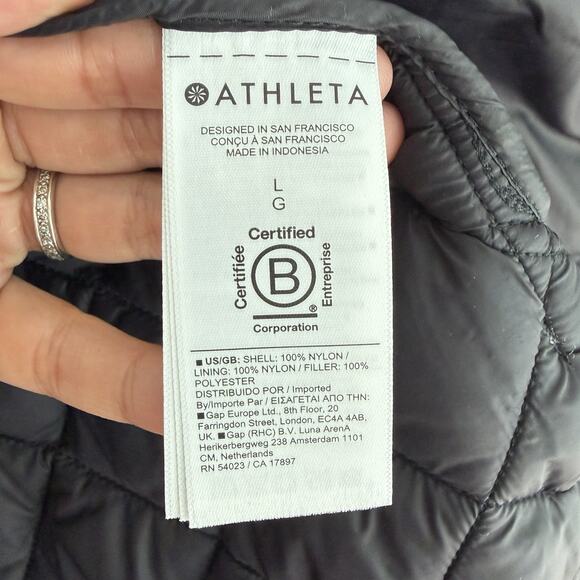 ATHLETA
DESIGNED IN SAN FRANCISCO
CONÇU À SAN FRANCISCO
MADE IN INDONESIA
L
G
Certified
Certifiée
B
Entreprise
®
Corporation
■ US/GB: SHELL: 100% NYLON /
LINING: 100% NYLON / FILLER: 100%
POLYESTER
DISTRIBUIDO POR / Imported
By/Importe Par / ΕΙΣΑΓΕΤΑΙ ΑΠΟ ΤΗΝ:
■ Gap Europe Ltd., 8th Floor, 20
Farringdon Street, London, EC4A 4AB,
UK. ■ Gap (RHC) B.V. Luna ArenA
Herikerbergweg 238 Amsterdam 1101
CM, Netherlands
RN 54023 / CA 17897